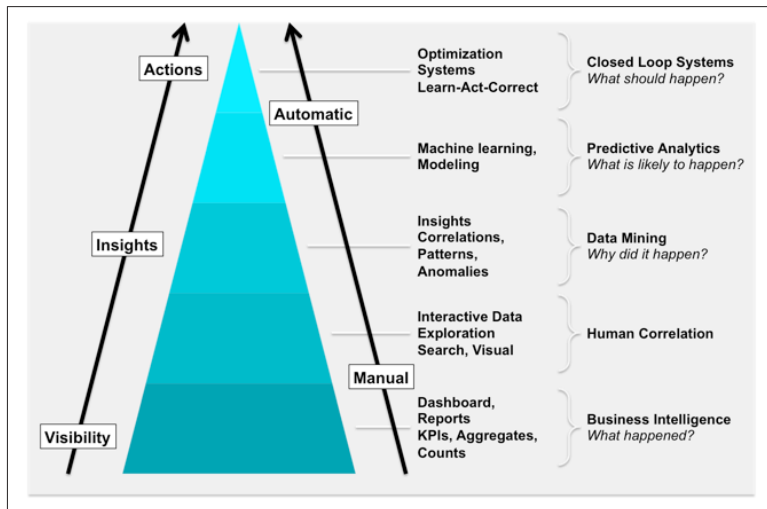 Actions
Automatic
Insights
Manual
Visibility
Optimization
Systems
Learn-Act-Correct
Closed Loop Systems
What should happen?
Machine learning,
Modeling
Predictive Analytics
What is likely to happen?
Insights
Correlations,
Patterns,
Anomalies
Data Mining
Why did it happen?
Interactive Data
Exploration
Search, Visual
Human Correlation
Dashboard,
Reports
KPIs, Aggregates,
Counts
Business Intelligence
What happened?